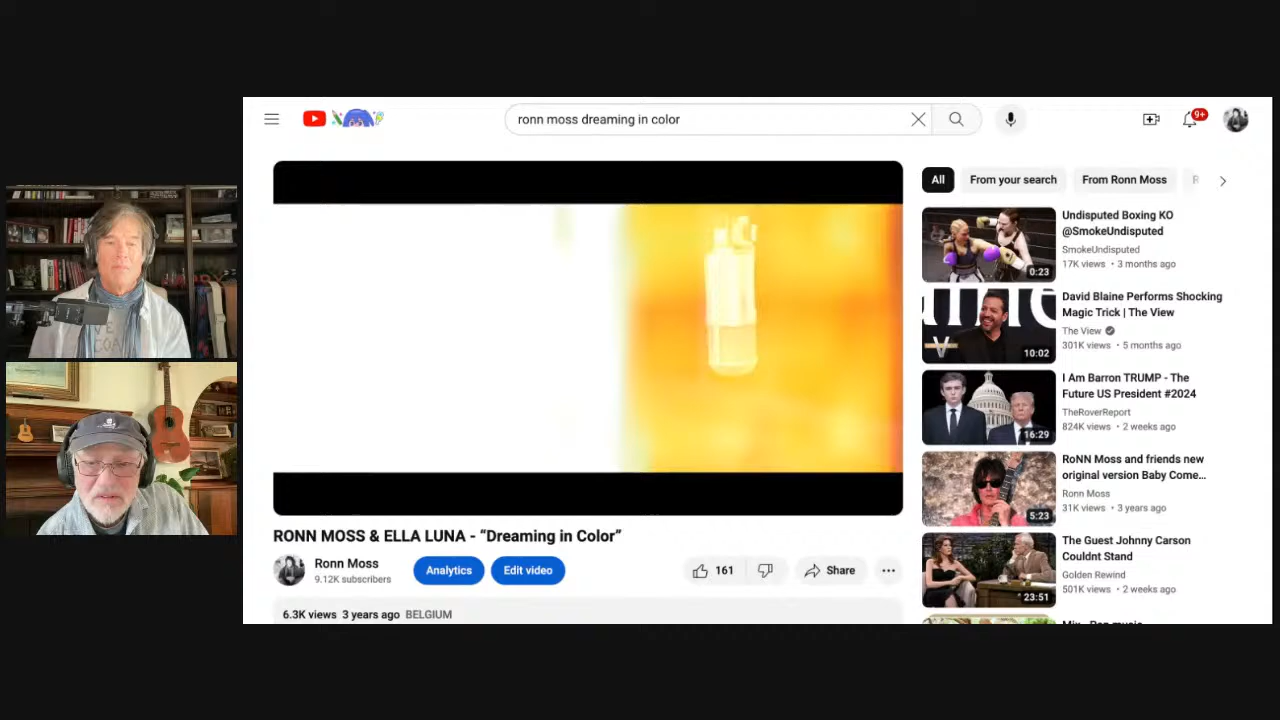 ronn moss dreaming in color
9+
All
From your search
From Ronn Moss
R
Undisputed Boxing KO
@SmokeUndisputed
SmokeUndisputed
17K views • 3 months ago
0:23
David Blaine Performs Shocking
Magic Trick | The View
The View
301K views • 5 months ago
10:02
I Am Barron TRUMP - The
Future US President #2024
TheRoverReport
824K views • 2 weeks ago
16:29
RoNN Moss and friends new
original version Baby Come...
Ronn Moss
31K views • 3 years ago
5:23
The Guest Johnny Carson
Couldnt Stand
Golden Rewind
501K views • 2 weeks ago
23:51
RONN MOSS & ELLA LUNA - “Dreaming in Color”
Ronn Moss
9.12K subscribers
Analytics
Edit video
161
Share
6.3K views 3 years ago BELGIUM